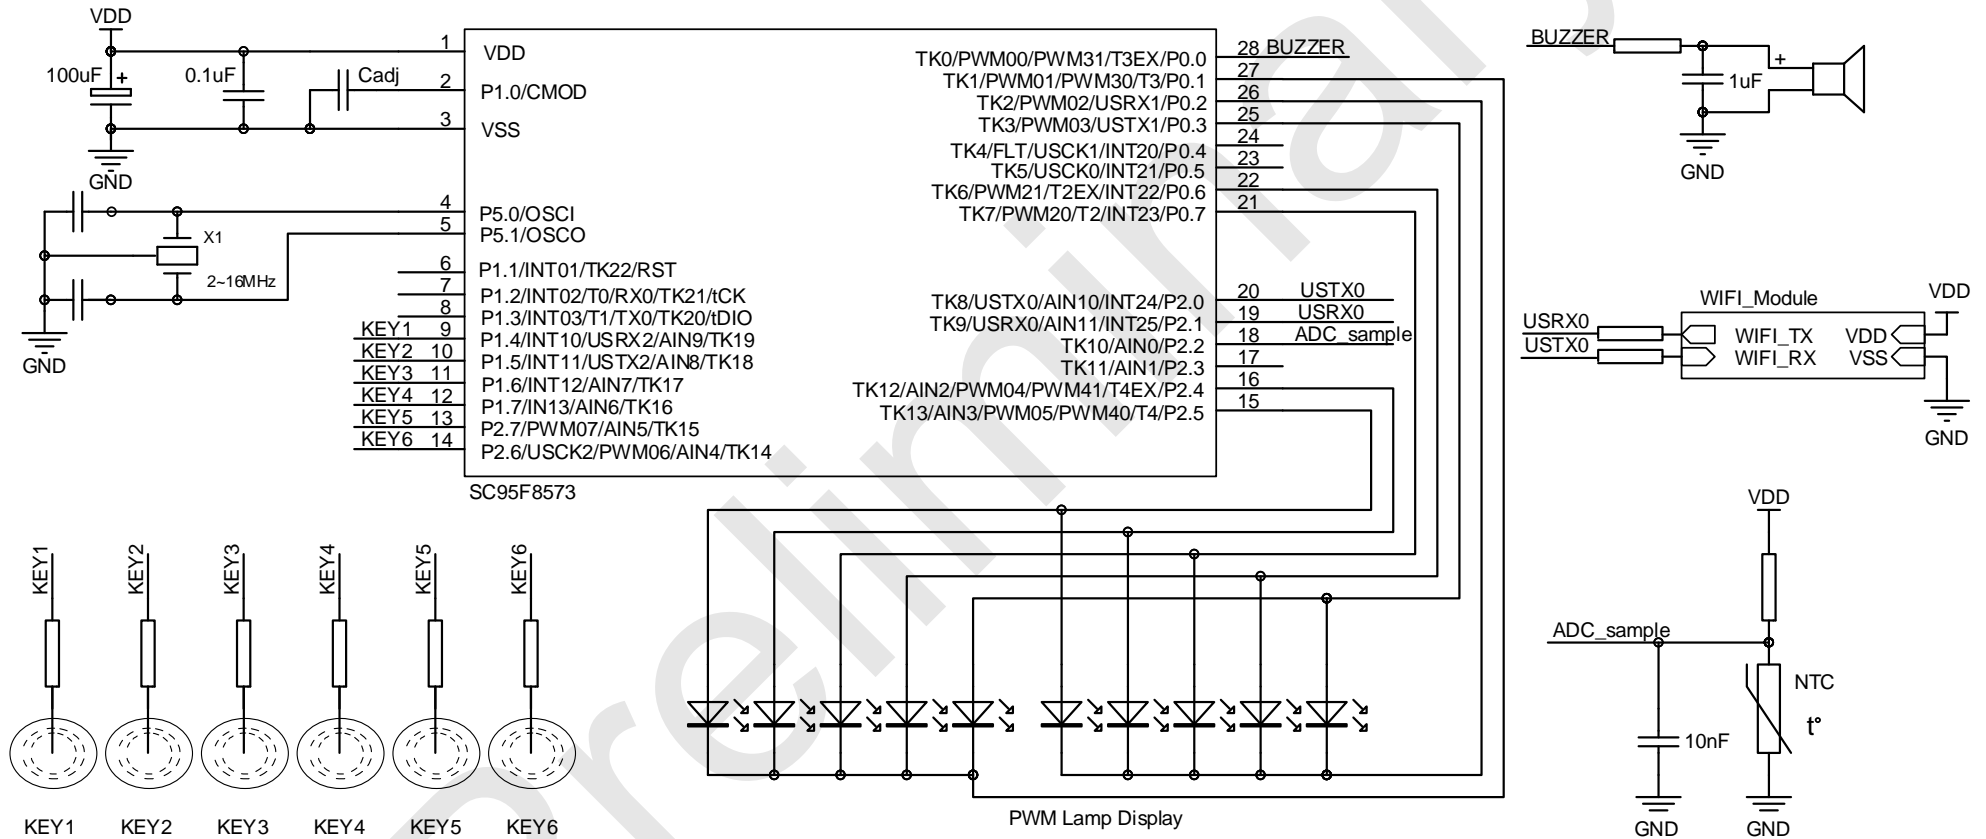 VDD
100uF +
0.1uF
Cadj
GND
1 VDD
2 P1.0/CMOD
3 VSS
4 P5.0/OSCI
5 P5.1/OSCO
X1
2~16MHz
GND
6 P1.1/INT01/TK22/RST
7 P1.2/INT02/T0/RX0/TK21/tCK
8 P1.3/INT03/T1/TX0/TK20/tDIO
KEY1 9 P1.4/INT10/USRX2/AIN9/TK19
KEY2 10 P1.5/INT11/USTX2/AIN8/TK18
KEY3 11 P1.6/INT12/AIN7/TK17
KEY4 12 P1.7/IN13/AIN6/TK16
KEY5 13 P2.7/PWM07/AIN5/TK15
KEY6 14 P2.6/USCK2/PWM06/AIN4/TK14
SC95F8573
TK0/PWM00/PWM31/T3EX/P0.0 28 BUZZER
TK1/PWM01/PWM30/T3/P0.1 27
TK2/PWM02/USRX1/P0.2 26
TK3/PWM03/USTX1/P0.3 25
TK4/FLT/USCK1/INT20/P0.4 24
TK5/USCK0/INT21/P0.5 23
TK6/PWM21/T2EX/INT22/P0.6 22
TK7/PWM20/T2/INT23/P0.7 21
TK8/USTX0/AIN10/INT24/P2.0 20 USTX0
TK9/USRX0/AIN11/INT25/P2.1 19 USRX0
TK10/AIN0/P2.2 18 ADC_sample
TK11/AIN1/P2.3 17
TK12/AIN2/PWM04/PWM41/T4EX/P2.4 16
TK13/AIN3/PWM05/PWM40/T4/P2.5 15
BUZZER
+
1uF
GND
WIFI_Module
VDD
USRX0 WIFI_TX VDD
USTX0 WIFI_RX VSS
GND
VDD
ADC_sample
NTC
t°
10nF
GND
GND
KEY1
KEY2
KEY3
KEY4
KEY5
KEY6
KEY1 KEY2 KEY3 KEY4 KEY5 KEY6
PWM Lamp Display
Preliminary